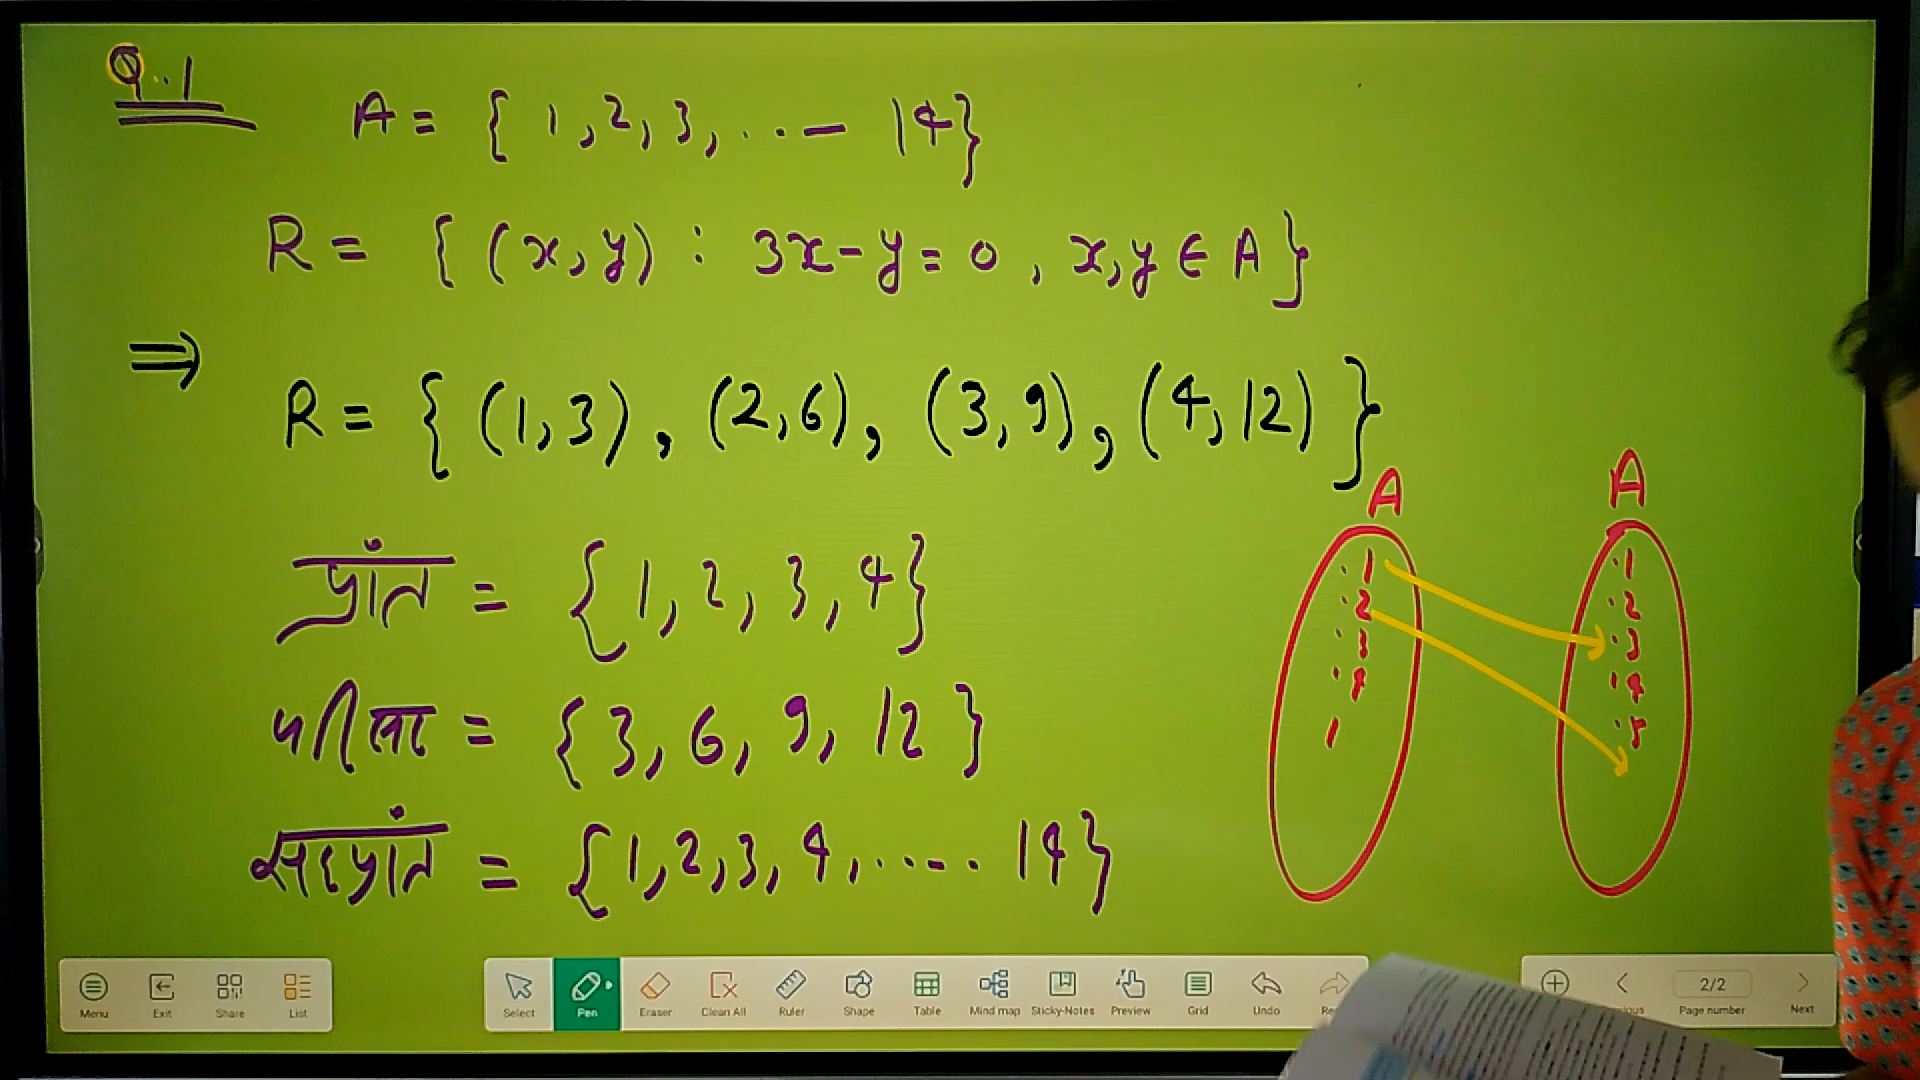 Q.1
A = { 1, 2, 3, ..— 14}
R = { (x, y) : 3x-y=0, x,y ∈ A}
⇒
R = { (1,3), (2,6), (3,9), (4,12) }
प्रांत = {1, 2, 3, 4}
परिसर = {3, 6, 9, 12 }
सहप्रांत = {1,2,3, 4,..... 14}
A
1
2
3
4
1
A
1
2
3
4
5
Menu Exit Share List
Select Pen Eraser Clean All Ruler Shape Table Mind map Sticky-Notes Preview Grid Undo
2/2
Page number Next